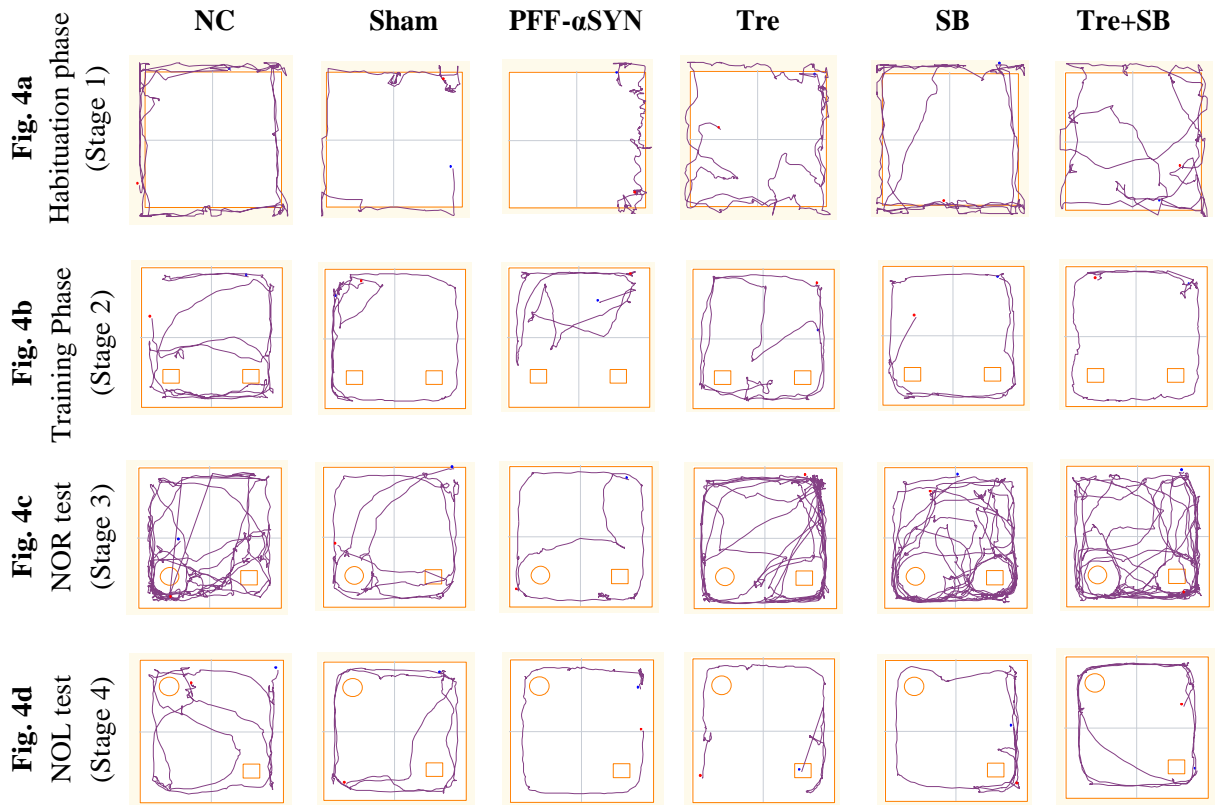 NC Sham PFF-αSYN Tre SB Tre+SB
Fig. 4a
Habituation phase
(Stage 1)
Fig. 4b
Training Phase
(Stage 2)
Fig. 4c
NOR test
(Stage 3)
Fig. 4d
NOL test
(Stage 4)